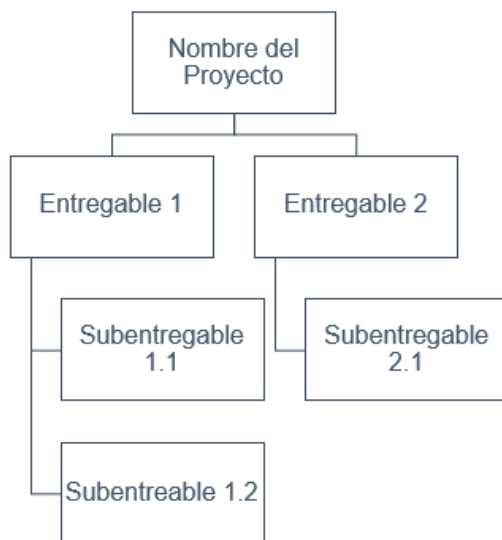 Nombre del
Proyecto
Entregable 1
Entregable 2
Subentregable
1.1
Subentregable
2.1
Subentreable 1.2